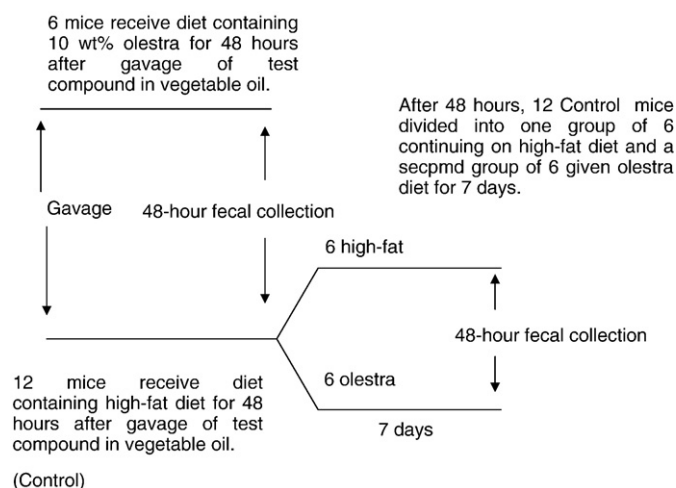 6 mice receive diet containing
10 wt% olestra for 48 hours
after gavage of test
compound in vegetable oil.
After 48 hours, 12 Control mice
divided into one group of 6
continuing on high-fat diet and a
secpmd group of 6 given olestra
diet for 7 days.
Gavage
48-hour fecal collection
6 high-fat
48-hour fecal collection
6 olestra
7 days
12 mice receive diet
containing high-fat diet for 48
hours after gavage of test
compound in vegetable oil.
(Control)